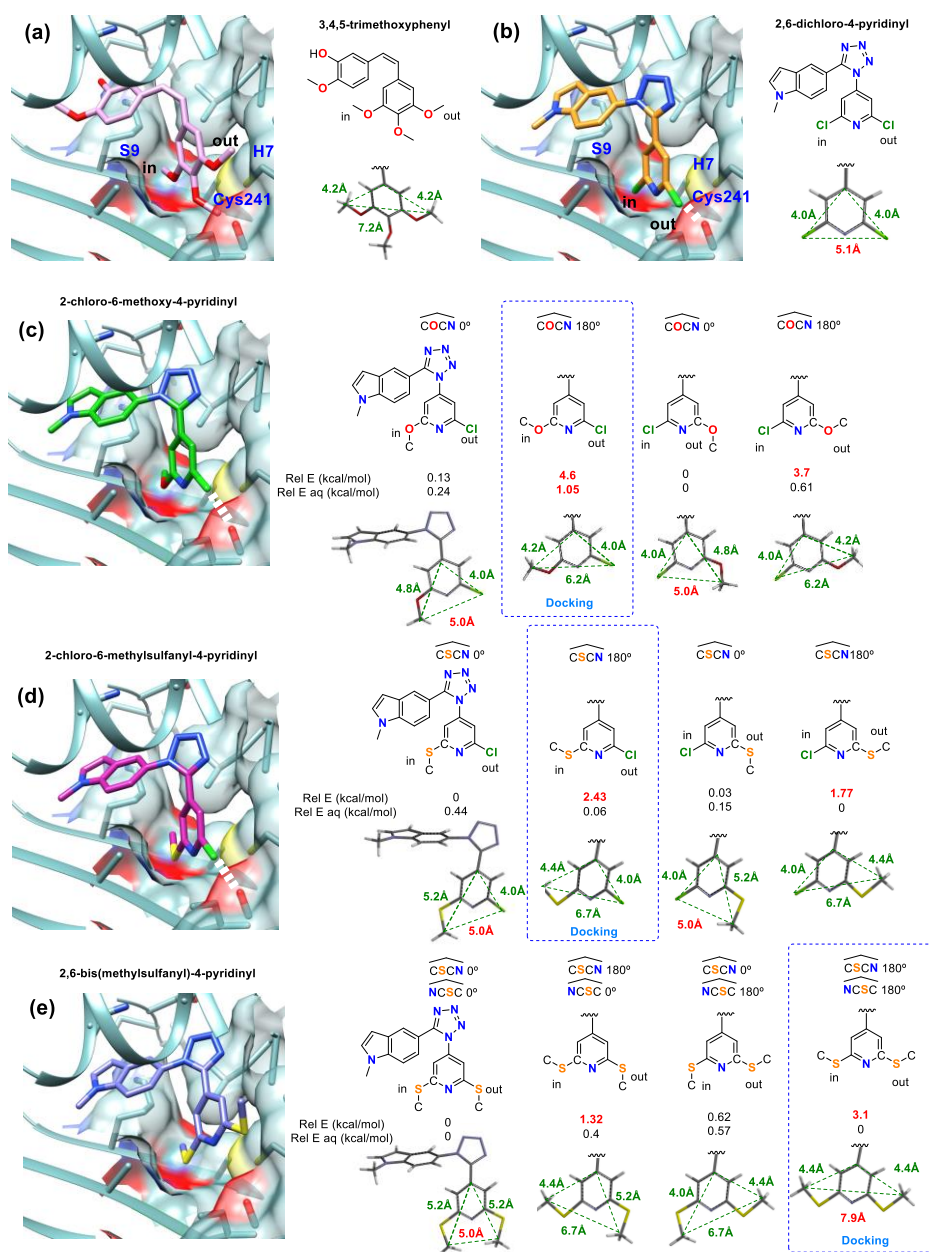 (a)
3,4,5-trimethoxyphenyl
HO
O
O
O
O
in
out
S9
in
out
H7
Cys241
4.2Å
4.2Å
7.2Å
(b)
2,6-dichloro-4-pyridinyl
N N
N
N
N
Cl N Cl
in
out
S9
H7
Cys241
in
out
4.0Å
4.0Å
5.1Å
2-chloro-6-methoxy-4-pyridinyl
(c)
COCN 0º
COCN 180º
COCN 0º
COCN 180º
N N
N
N
N
O N Cl
C
in
out
C O N Cl
in
out
Cl N O
C
in
out
Cl N O C
in
out
Rel E (kcal/mol) 0.13 4.6 0 3.7
Rel E aq (kcal/mol) 0.24 1.05 0 0.61
4.8Å
4.0Å
5.0Å
4.2Å
4.0Å
6.2Å
4.0Å
4.8Å
5.0Å
4.0Å
4.2Å
6.2Å
Docking
2-chloro-6-methylsulfanyl-4-pyridinyl
(d)
CSCN 0º
CSCN 180º
CSCN 0º
CSCN180º
N N
N
N
N
S N Cl
C
in
out
C S N Cl
in
out
Cl N S
C
in
out
Cl N S C
in
out
Rel E (kcal/mol) 0 2.43 0.03 1.77
Rel E aq (kcal/mol) 0.44 0.06 0.15 0
5.2Å
4.0Å
5.0Å
4.4Å
4.0Å
6.7Å
4.0Å
5.2Å
5.0Å
4.0Å
4.4Å
6.7Å
Docking
2,6-bis(methylsulfanyl)-4-pyridinyl
(e)
CSCN 0º
NCSC 0º
CSCN 180º
NCSC 0º
CSCN 0º
NCSC 180º
CSCN 180º
NCSC 180º
N N
N
N
N
S N S
C C
in
out
C S N S
C
in
out
S N S C
C
in
out
C S N S C
in
out
Rel E (kcal/mol) 0 1.32 0.62 3.1
Rel E aq (kcal/mol) 0 0.4 0.57 0
5.2Å
5.2Å
5.0Å
4.4Å
5.2Å
6.7Å
4.0Å
4.4Å
6.7Å
4.4Å
4.4Å
7.9Å
Docking